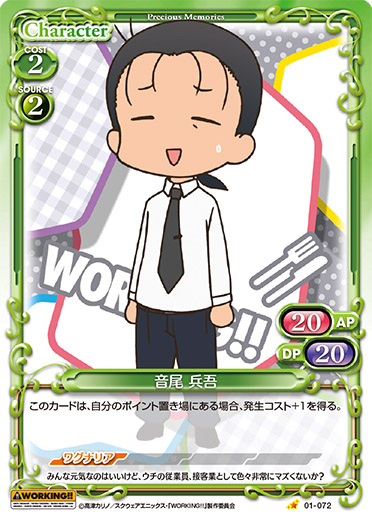 Precious Memories
Character
COST
2
SOURCE
2
WORKING!!
20 AP
DP 20
音尾 兵吾
このカードは、自分のポイント置き場にある場合、発生コスト+1を得る。
ワグナリア
みんな元気なのはいいけど、ウチの従業員、接客業として色々非常にマズくないか?
WORKING!!
©高津カリノ/スクウェアエニックス・「WORKING!!」製作委員会
01-072